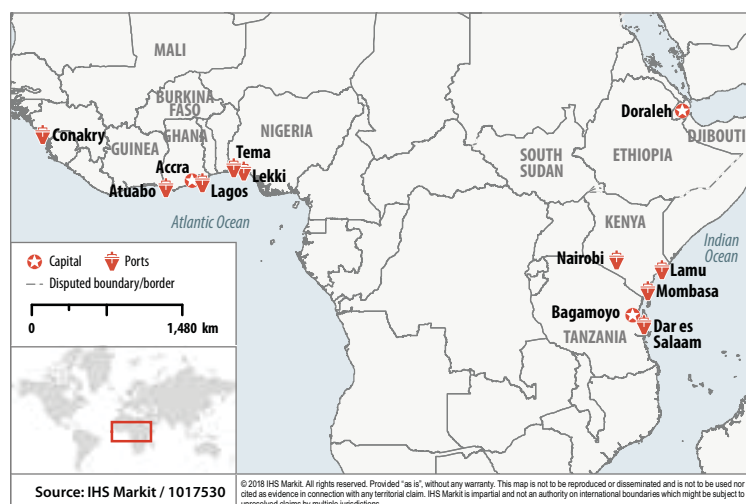 MALI
BURKINA
FASO
NIGERIA
GHANA
GUINEA
Conakry
Accra
Tema
Lekki
Atuabo
Lagos
Atlantic Ocean
Doraleh
DJIBOUTI
ETHIOPIA
SOUTH
SUDAN
KENYA
Indian
Ocean
Nairobi
Lamu
Mombasa
Bagamoyo
Dar es
Salaam
TANZANIA
Capital Ports
Disputed boundary/border
0 1,480 km
Source: IHS Markit / 1017530
© 2018 IHS Markit. All rights reserved. Provided "as is", without any warranty. This map is not to be reproduced or disseminated and is not to be used nor
cited as evidence in connection with any territorial claim. IHS Markit is impartial and not an authority on international boundaries which might be subject to
unresolved claims by multiple jurisdictions.